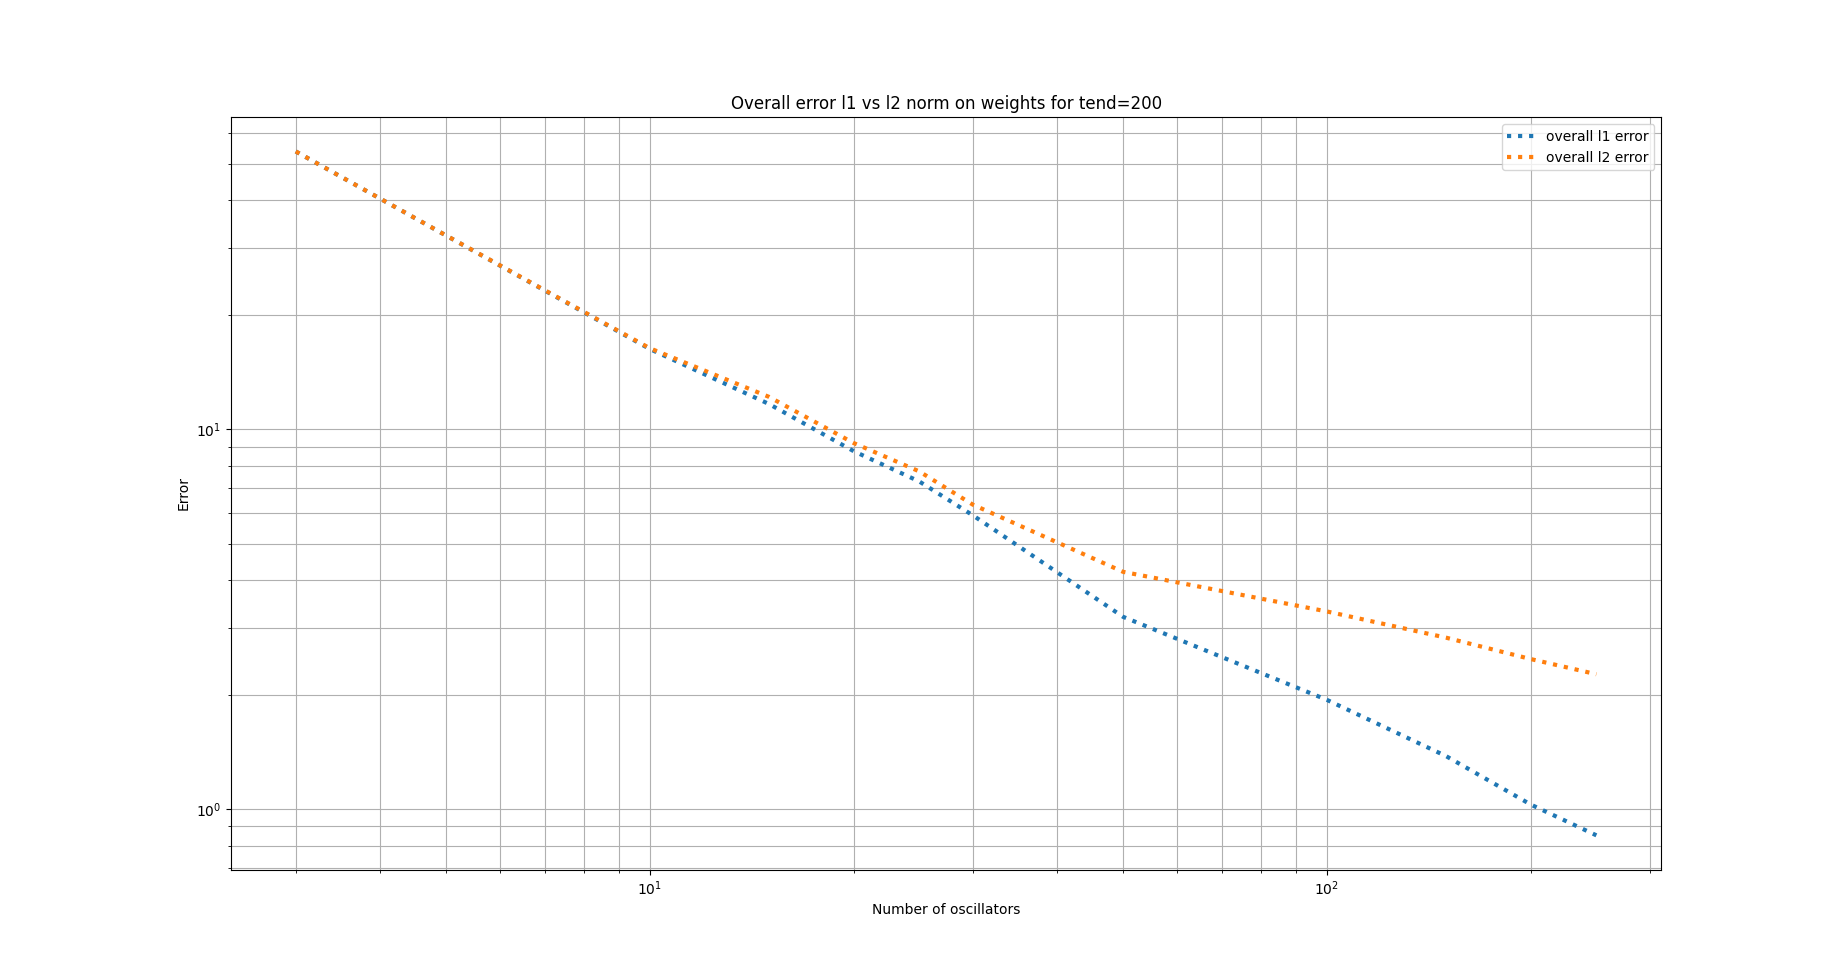 Overall error l1 vs l2 norm on weights for tend=200
overall l1 error
overall l2 error
10¹
10⁰
Error
10¹
10²
Number of oscillators